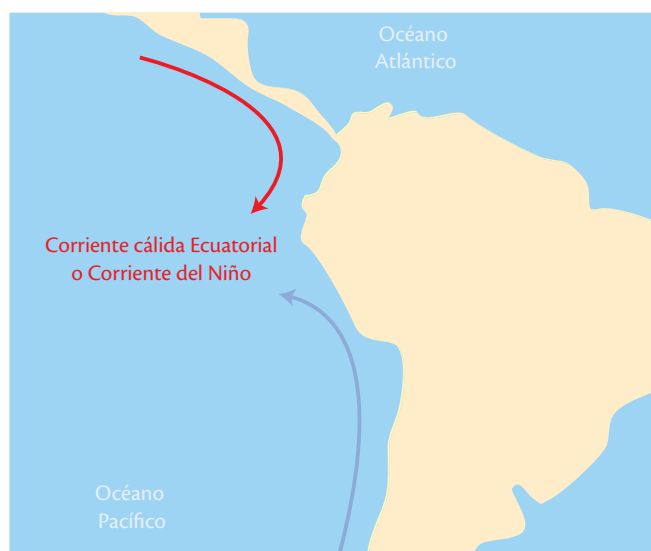 Océano
Atlántico
Corriente cálida Ecuatorial
o Corriente del Niño
Océano
Pacífico